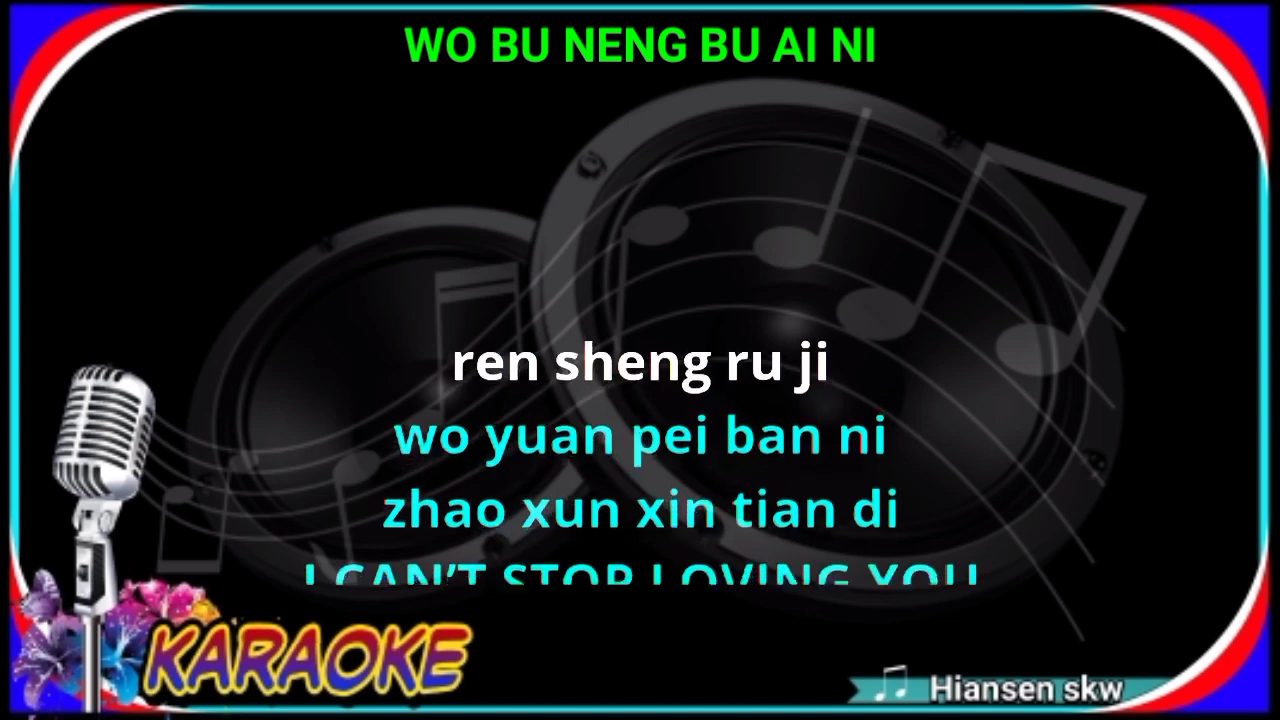 WO BU NENG BU AI NI
ren sheng ru ji
wo yuan pei ban ni
zhao xun xin tian di
I CAN'T STOP LOVING YOU
KARAOKE
Hiansen skw